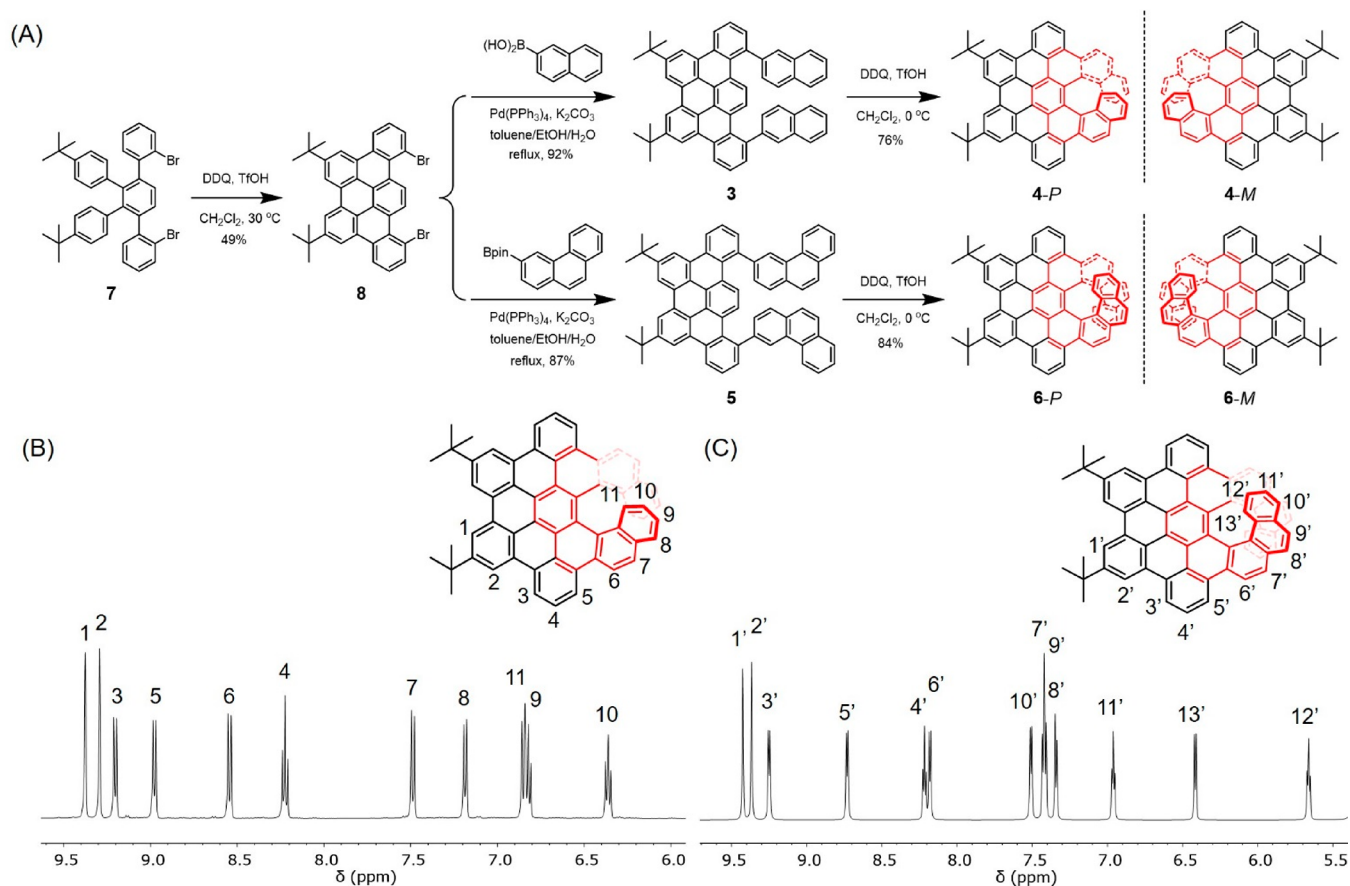 (A)
Br
Br
7
DDQ, TfOH
CH2Cl2, 30 °C
49%
Br
Br
8
(HO)2B
Pd(PPh3)4, K2CO3
toluene/EtOH/H2O
reflux, 92%
3
DDQ, TfOH
CH2Cl2, 0 °C
76%
4-P
4-M
Bpin
Pd(PPh3)4, K2CO3
toluene/EtOH/H2O
reflux, 87%
5
DDQ, TfOH
CH2Cl2, 0 °C
84%
6-P
6-M
(B)
11
10
9
8
1
7
2
6
3
5
4
1
2
3
5
6
4
7
8
11
9
10
9.5 9.0 8.5 8.0 7.5 7.0 6.5 6.0
δ (ppm)
(C)
12' 11'
10'
13'
9'
8'
1'
7'
2'
6'
3'
5'
4'
1'
2'
3'
5'
4'
6'
10'
7'
9'
8'
11'
13'
12'
9.5 9.0 8.5 8.0 7.5 7.0 6.5 6.0 5.5
δ (ppm)